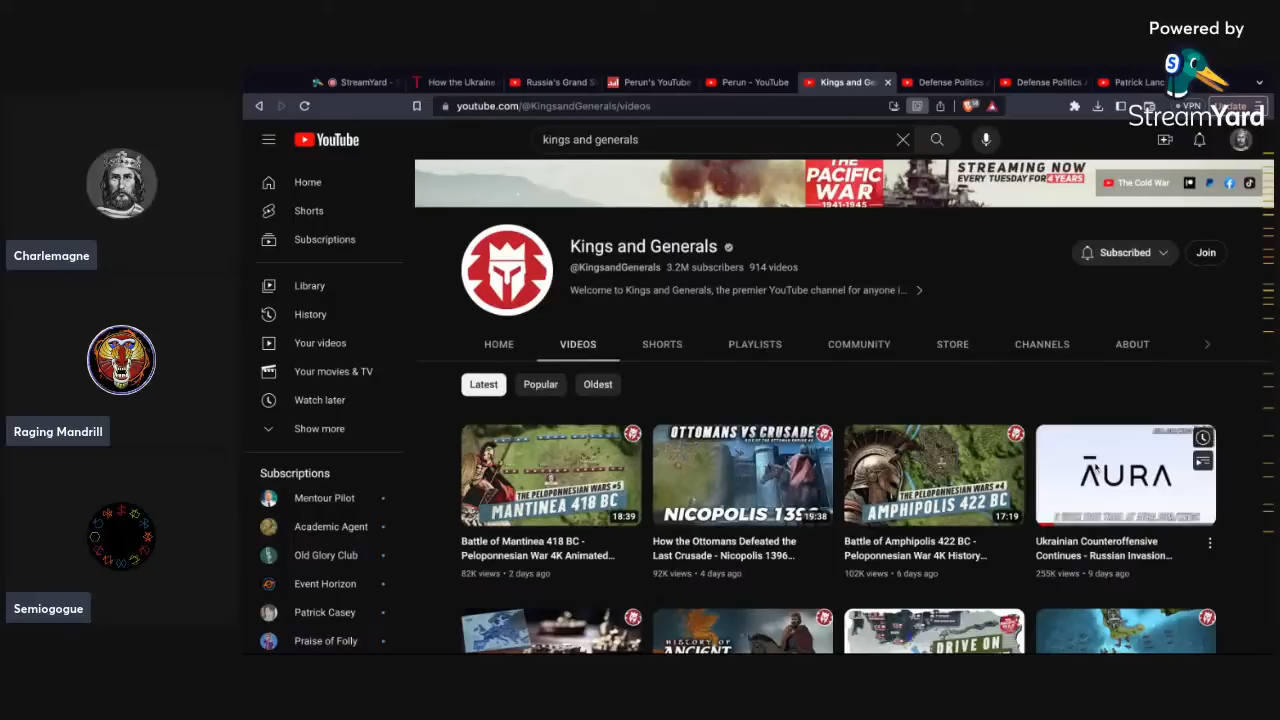 Powered by
StreamYard
Charlemagne
Raging Mandrill
Semiogogue
StreamYard -
How the Ukraine
Russia's Grand S
Perun's YouTube
Perun - YouTube
Kings and Ge
Defense Politics
Defense Politics
Patrick Lanc
youtube.com/@KingsandGenerals/videos
VPN
Update
YouTube
kings and generals
THE
PACIFIC
WAR
1941-1945
STREAMING NOW
EVERY TUESDAY FOR 4 YEARS
The Cold War
Home
Shorts
Subscriptions
Library
History
Your videos
Your movies & TV
Watch later
Show more
Subscriptions
Mentour Pilot
Academic Agent
Old Glory Club
Event Horizon
Patrick Casey
Praise of Folly
Kings and Generals
@KingsandGenerals 3.2M subscribers 914 videos
Welcome to Kings and Generals, the premier YouTube channel for anyone i...
Subscribed
Join
HOME VIDEOS SHORTS PLAYLISTS COMMUNITY STORE CHANNELS ABOUT
Latest Popular Oldest
THE PELOPONNESIAN WARS #5
MANTINEA 418 BC
18:39
Battle of Mantinea 418 BC -
Peloponnesian War 4K Animated...
82K views • 2 days ago
OTTOMANS VS CRUSADE
NICOPOLIS 139
19:38
How the Ottomans Defeated the
Last Crusade - Nicopolis 1396...
92K views • 4 days ago
THE PELOPONNESIAN WARS #4
AMPHIPOLIS 422 BC
17:19
Battle of Amphipolis 422 BC -
Peloponnesian War 4K History...
102K views • 6 days ago
ĀURA
Ukrainian Counteroffensive
Continues - Russian Invasion...
255K views • 9 days ago
HISTORY OF
ANCIENT
DRIVE ON